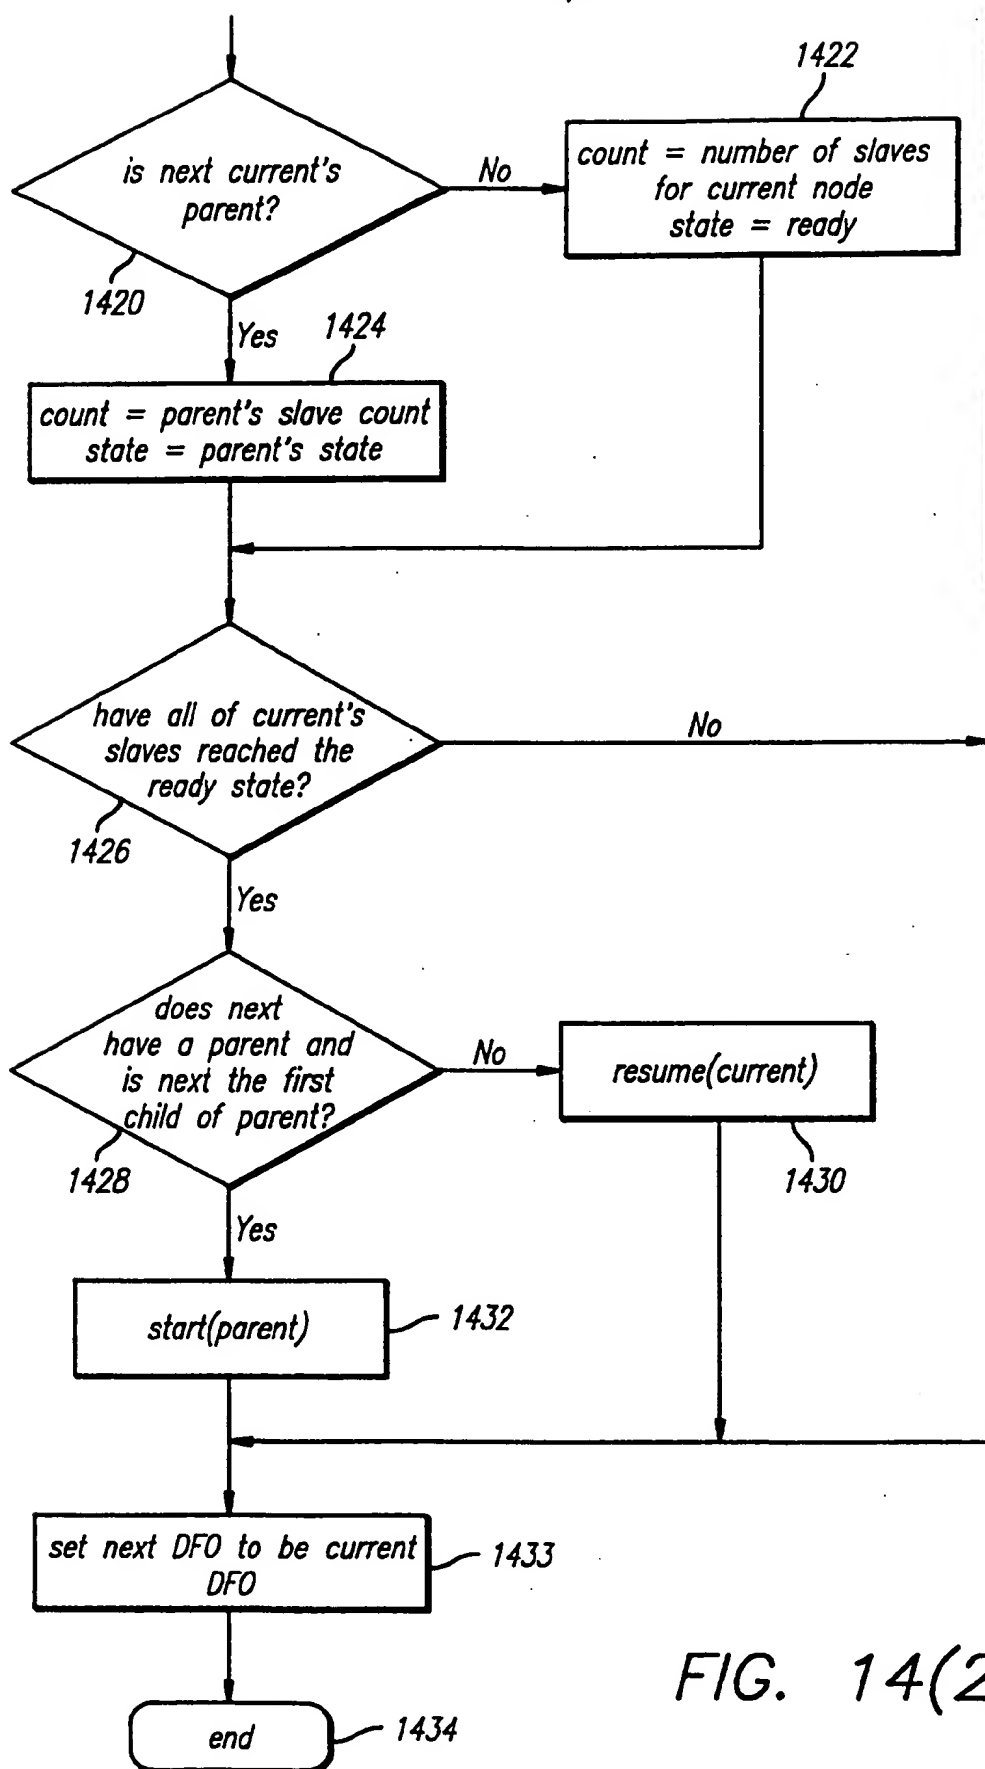 1422
is next current's
parent?
No
count = number of slaves
for current node
state = ready
1420
Yes
1424
count = parent's slave count
state = parent's state
have all of current's
slaves reached the
ready state?
No
1426
Yes
does next
have a parent and
is next the first
child of parent?
No
resume(current)
1428
1430
Yes
start(parent)
1432
set next DFO to be current
DFO
1433
FIG. 14(2
end
1434